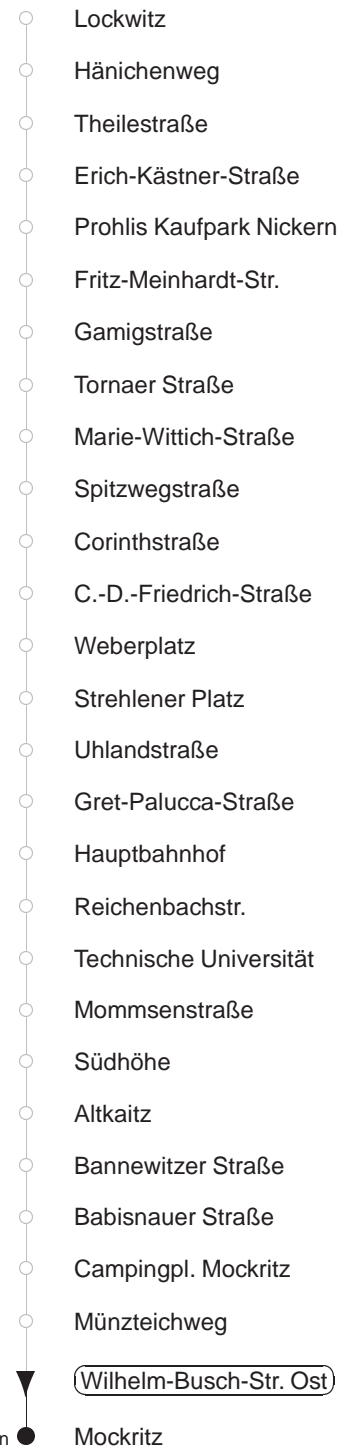 Lockwitz
Hänichenweg
Theilestraße
Erich-Kästner-Straße
Prohlis Kaufpark Nickern
Fritz-Meinhardt-Str.
Gamigstraße
Tornaer Straße
Marie-Wittich-Straße
Spitzwegstraße
Corinthstraße
C.-D.-Friedrich-Straße
Weberplatz
Strehlener Platz
Uhlandstraße
Gret-Palucca-Straße
Hauptbahnhof
Reichenbachstr.
Technische Universität
Mommsenstraße
Südhöhe
Altkaitz
Bannewitzer Straße
Babisnauer Straße
Campingpl. Mockritz
Münzteichweg
Wilhelm-Busch-Str. Ost
Mockritz